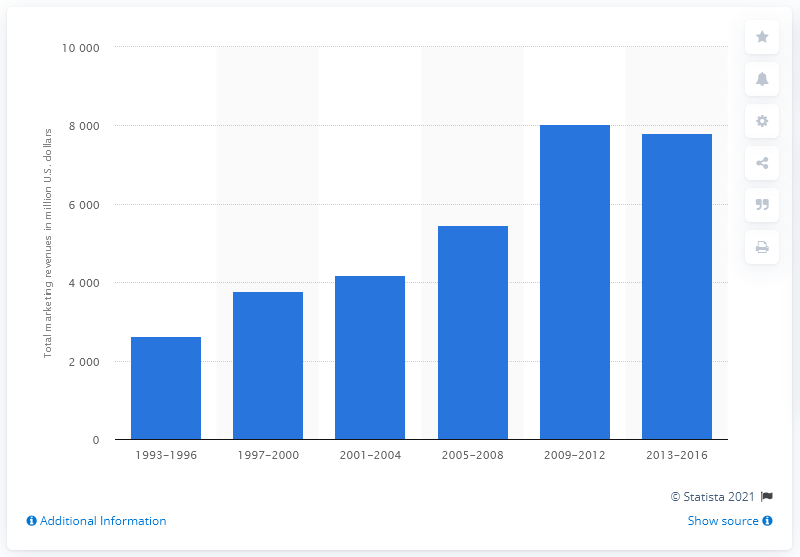 10 000
8 000
6 000
4 000
2 000
0
Total marketing revenues in million U.S. dollars
1993–1996 1997–2000 2001–2004 2005–2008 2009–2012 2013–2016
© Statista 2021
Additional Information Show source